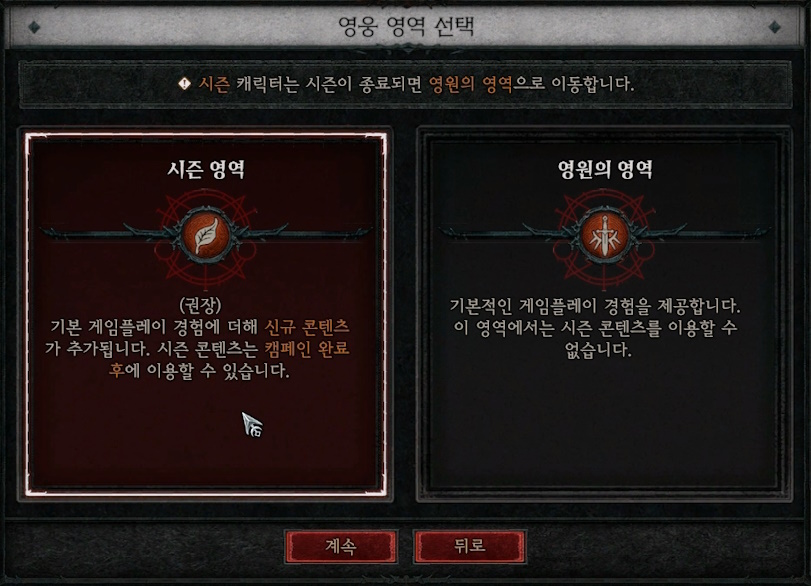 영웅 영역 선택
시즌 캐릭터는 시즌이 종료되면 영원의 영역으로 이동합니다.
시즌 영역
(권장)
기본 게임플레이 경험에 더해 신규 콘텐츠
가 추가됩니다. 시즌 콘텐츠는 캠페인 완료
후에 이용할 수 있습니다.
영원의 영역
기본적인 게임플레이 경험을 제공합니다.
이 영역에서는 시즌 콘텐츠를 이용할 수
없습니다.
계속
뒤로